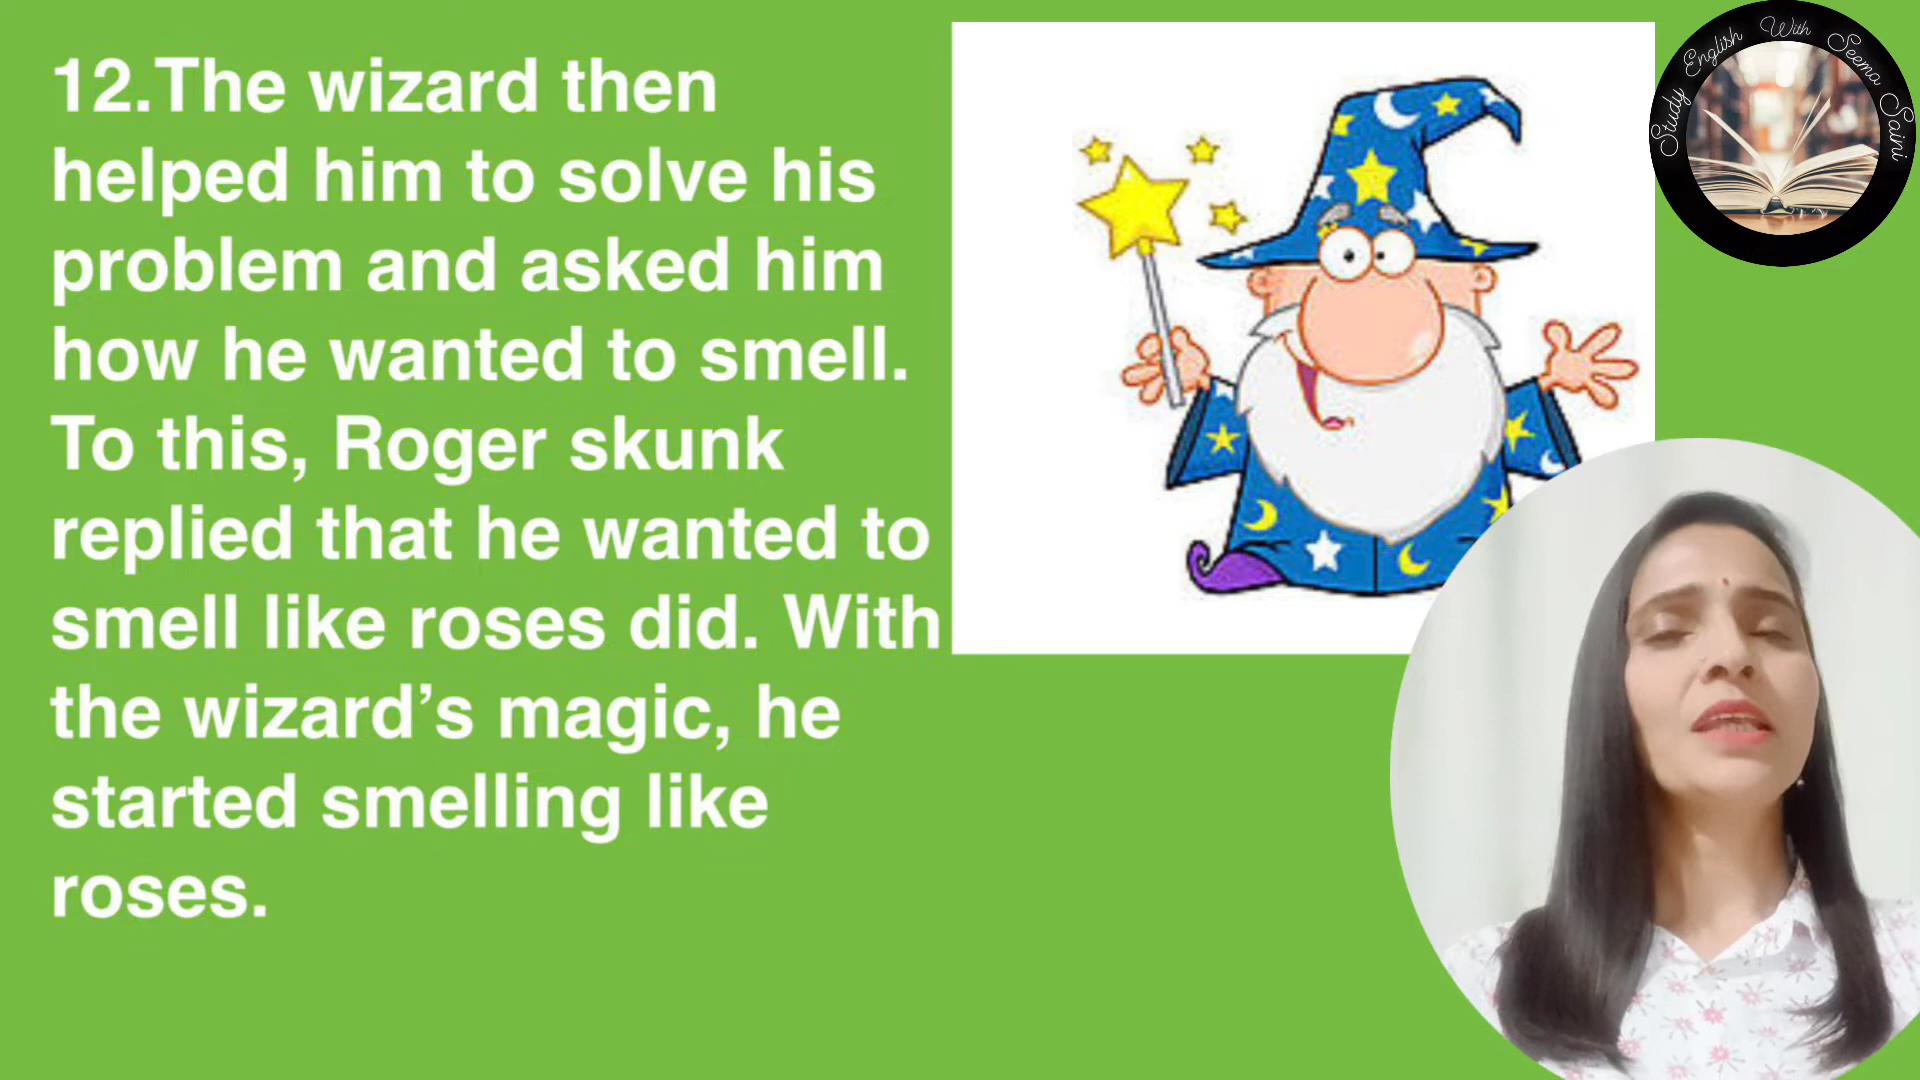 12.The wizard then
helped him to solve his
problem and asked him
how he wanted to smell.
To this, Roger skunk
replied that he wanted to
smell like roses did. With
the wizard’s magic, he
started smelling like
roses.
Study English With Seema Saini